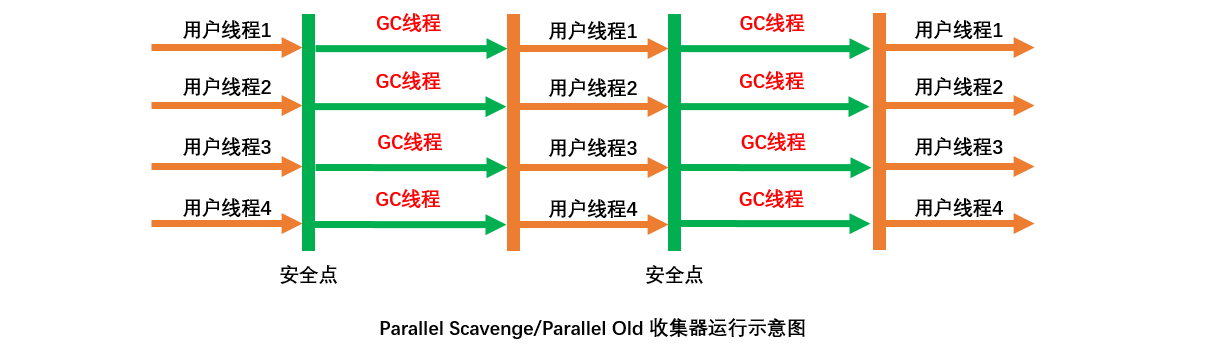 用户线程1 GC线程 用户线程1 GC线程 用户线程1
用户线程2 GC线程 用户线程2 GC线程 用户线程2
用户线程3 GC线程 用户线程3 GC线程 用户线程3
用户线程4 GC线程 用户线程4 GC线程 用户线程4
安全点 安全点
Parallel Scavenge/Parallel Old 收集器运行示意图